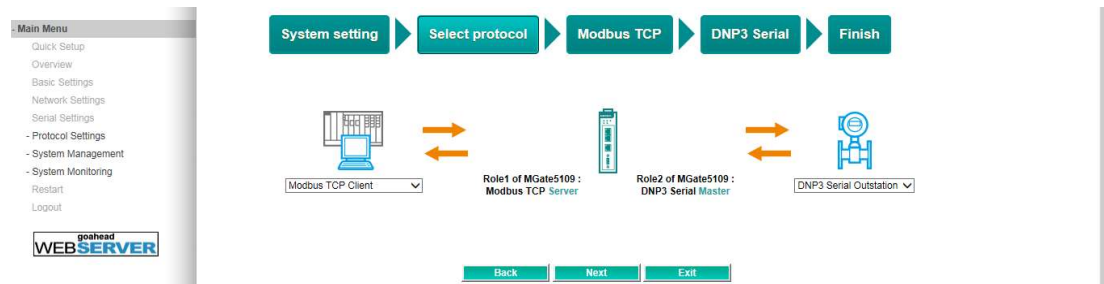 - Main Menu
Quick Setup
Overview
Basic Settings
Network Settings
Serial Settings
- Protocol Settings
- System Management
- System Monitoring
Restart
Logout
goahead
WEBSERVER
System setting
Select protocol
Modbus TCP
DNP3 Serial
Finish
Modbus TCP Client
Role1 of MGate5109 :
Modbus TCP Server
Role2 of MGate5109 :
DNP3 Serial Master
DNP3 Serial Outstation
Back
Next
Exit